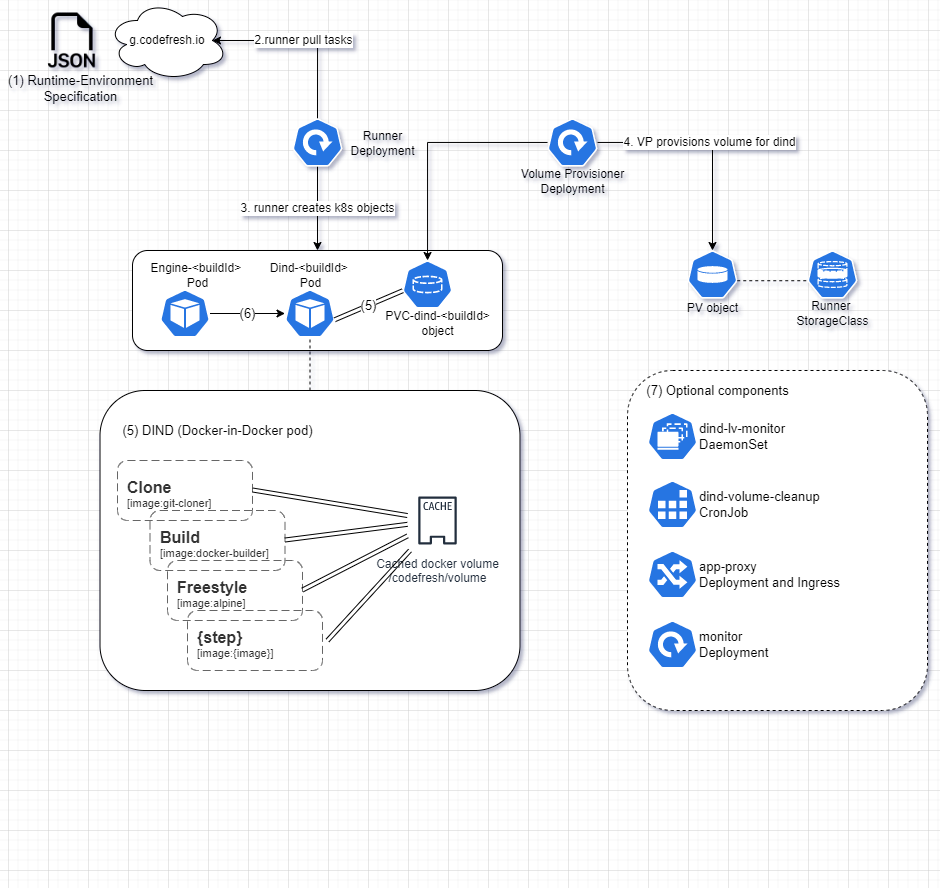 JSON
(1) Runtime-Environment
Specification
g.codefresh.io
2.runner pull tasks
Runner
Deployment
Volume Provisioner
Deployment
4. VP provisions volume for dind
3. runner creates k8s objects
Engine-<buildId>
Pod
Dind-<buildId>
Pod
(6)
(5)
PVC-dind-<buildId>
object
PV object
Runner
StorageClass
(5) DIND (Docker-in-Docker pod)
Clone
[image:git-cloner]
Build
[image:docker-builder]
Freestyle
[image:alpine]
{step}
[image:{image}]
CACHE
Cached docker volume
/codefresh/volume
(7) Optional components
dind-lv-monitor
DaemonSet
dind-volume-cleanup
CronJob
app-proxy
Deployment and Ingress
monitor
Deployment